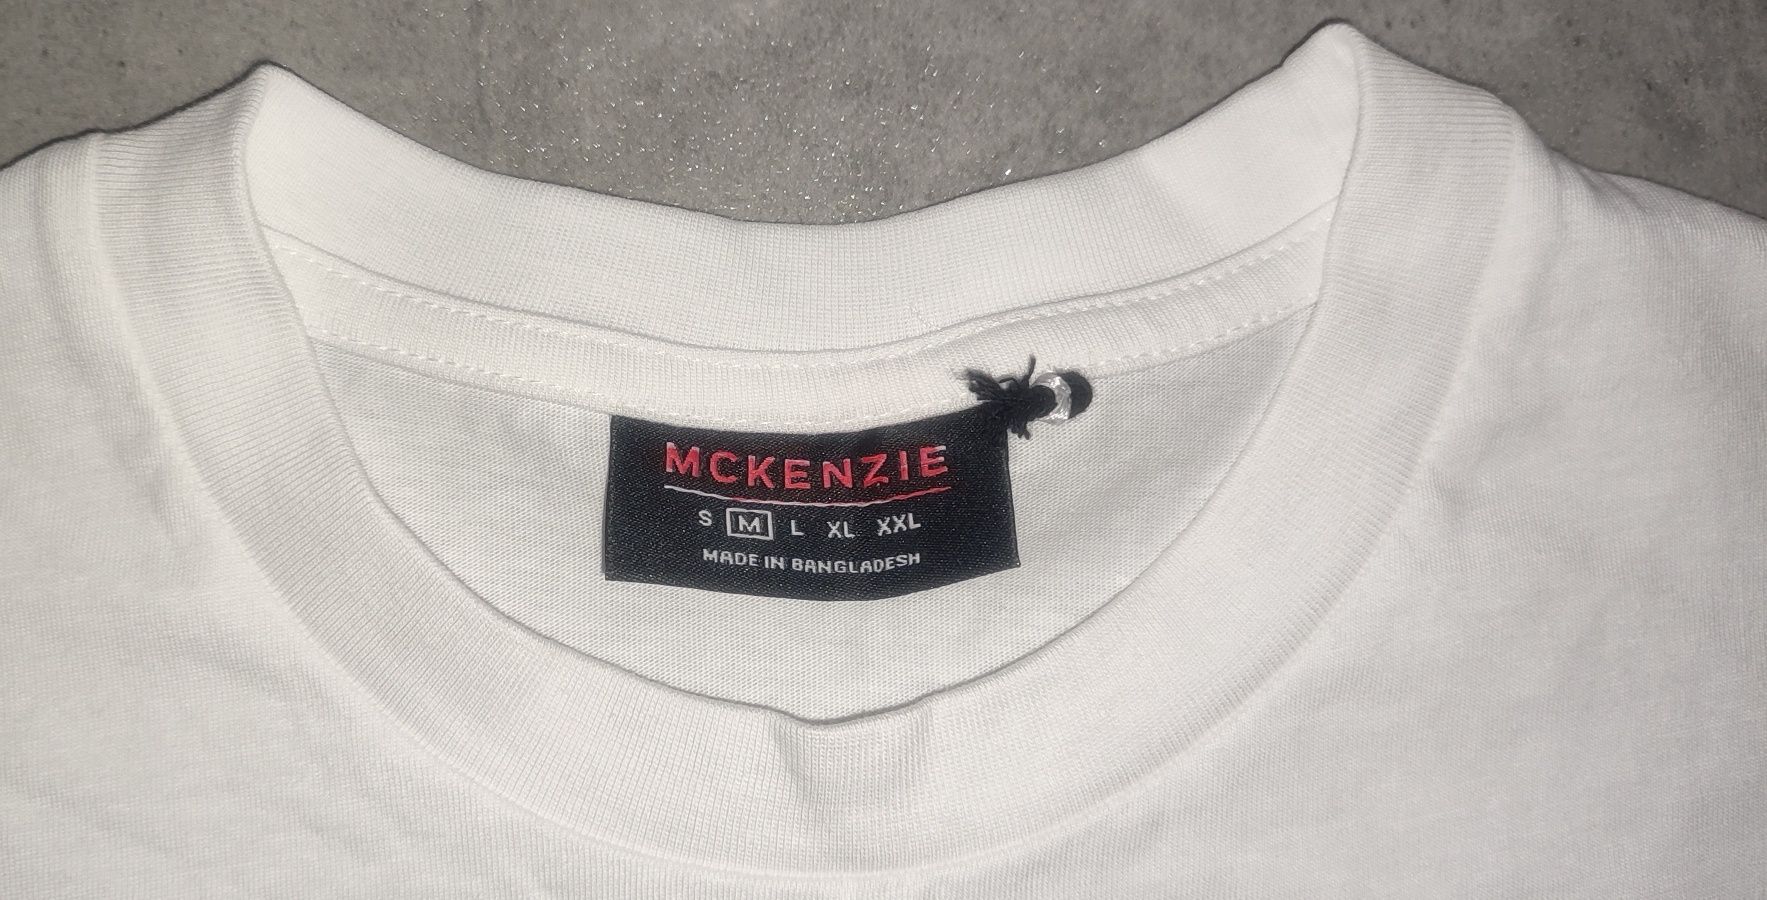 MCKENZIE
S M L XL XXL
MADE IN BANGLADESH